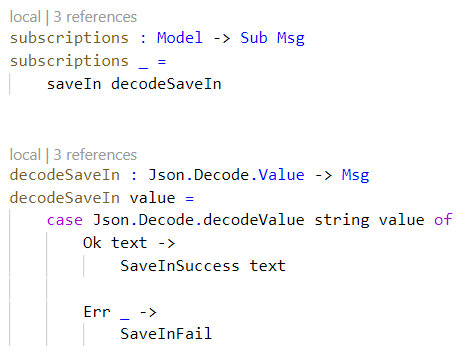 local | 3 references
subscriptions : Model -> Sub Msg
subscriptions _ =
    saveIn decodeSaveIn
local | 3 references
decodeSaveIn : Json.Decode.Value -> Msg
decodeSaveIn value =
    case Json.Decode.decodeValue string value of
        Ok text ->
            SaveInSuccess text
        Err _ ->
            SaveInFail